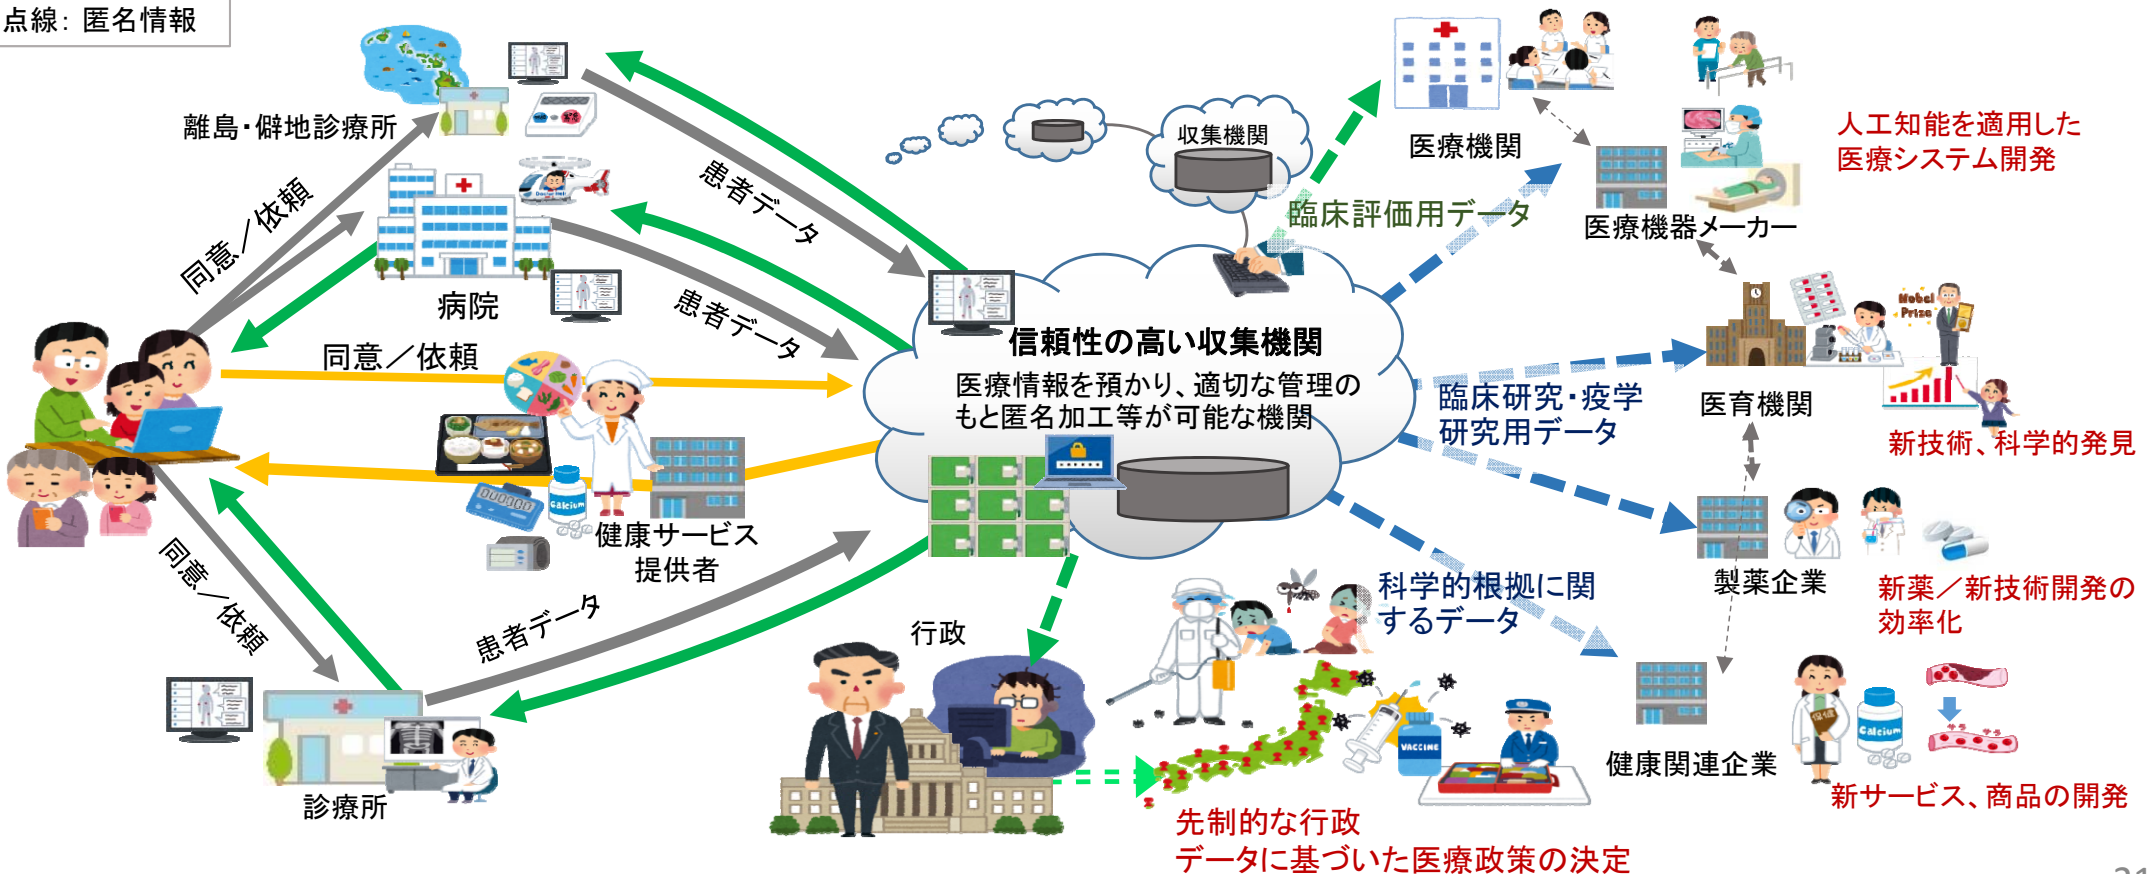 点線：匿名情報
離島・僻地診療所
同意／依頼
患者データ
病院
患者データ
同意／依頼
健康サービス
提供者
同意／依頼
患者データ
診療所
収集機関
信頼性の高い収集機関
医療情報を預かり、適切な管理の
もと匿名加工等が可能な機関
行政
VACCINE
先制的な行政
データに基づいた医療政策の決定
臨床評価用データ
臨床研究・疫学
研究用データ
科学的根拠に関
するデータ
医療機関
医療機器メーカー
人工知能を適用した
医療システム開発
Nobel
Prize
医育機関
新技術、科学的発見
製薬企業
新薬／新技術開発の
効率化
健康関連企業
Calcium
Calcium
サラ
サラ
新サービス、商品の開発